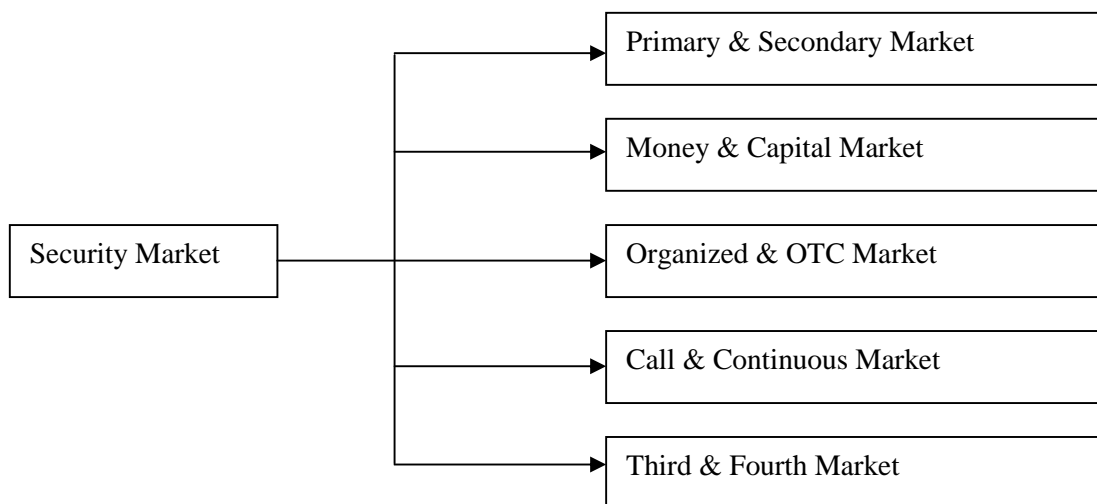 Primary & Secondary Market
Money & Capital Market
Security Market
Organized & OTC Market
Call & Continuous Market
Third & Fourth Market